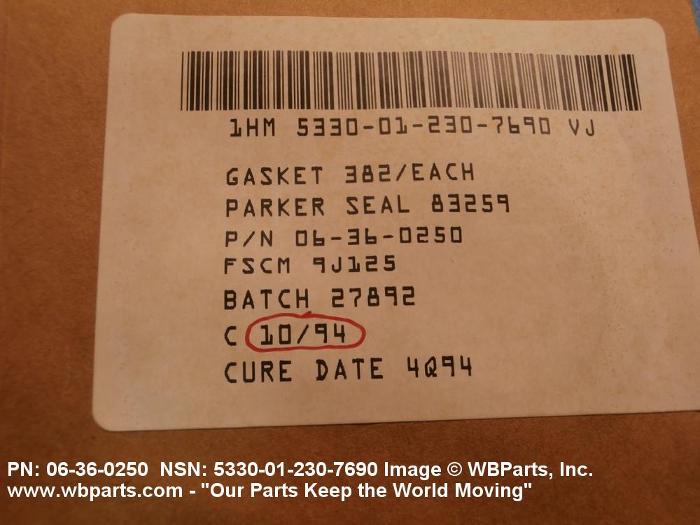 1HM 5330-01-230-7690 VJ
GASKET 382/EACH
PARKER SEAL 83259
P/N 06-36-0250
FSCM 9J125
BATCH 27892
C 10/94
CURE DATE 4Q94
PN: 06-36-0250 NSN: 5330-01-230-7690 Image © WBParts, Inc.
www.wbparts.com - "Our Parts Keep the World Moving"